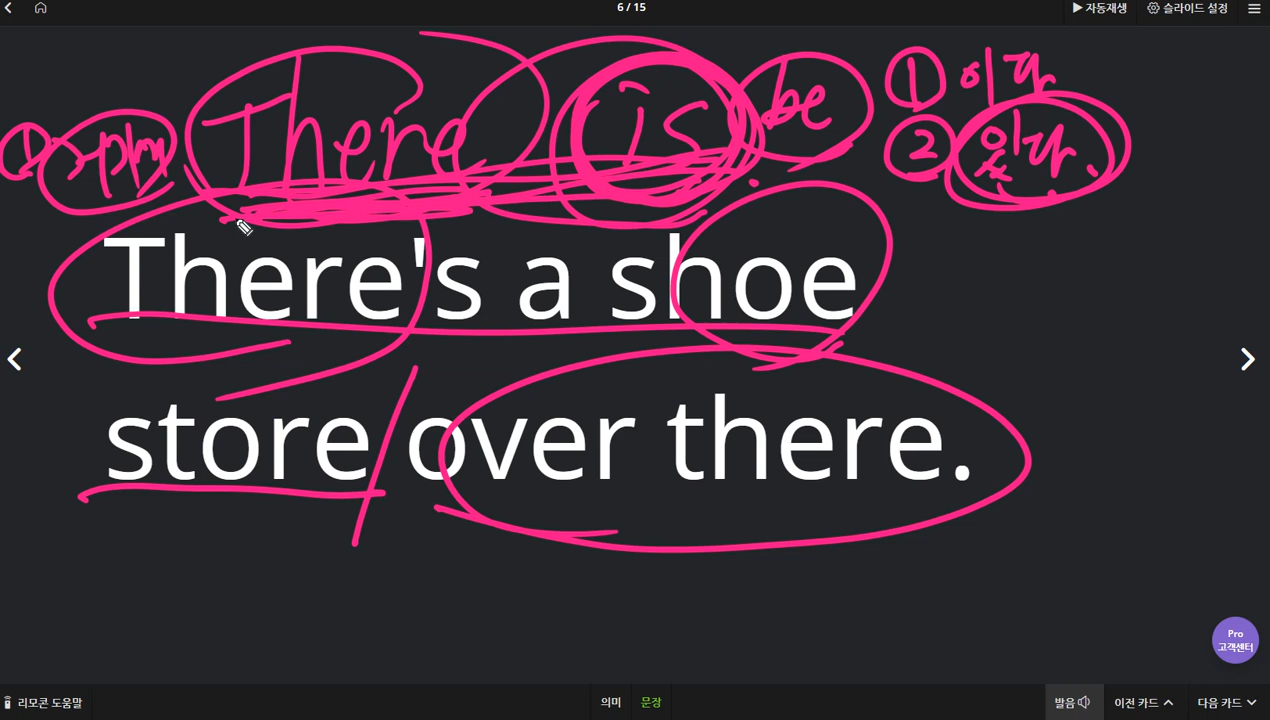 6 / 15
자동재생
슬라이드 설정
There is be
① 이다
② 있다.
①
There's a shoe
store over there.
Pro
고객센터
리모콘 도움말
의미
문장
발음
이전 카드
다음 카드